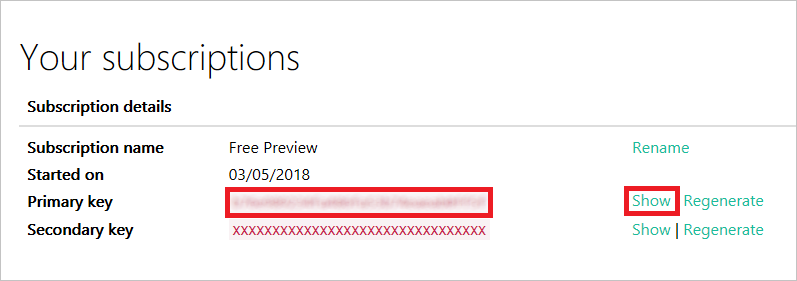 Your subscriptions
Subscription details
Subscription name Free Preview Rename
Started on 03/05/2018
Primary key Show Regenerate
Secondary key XXXXXXXXXXXXXXXXXXXXXXXXXXXXXXXX Show | Regenerate